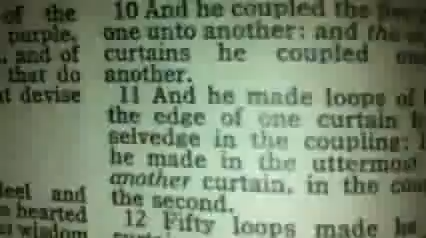 of the
purple,
and of
that do
devise
and
hearted
wisdom
10 And he coupled the
one unto another: and the
curtains he coupled
another.
11 And he made loops of
the edge of one curtain
selvedge in the coupling:
he made in the uttermost
another curtain, in the
the second.
12 Fifty loops made he